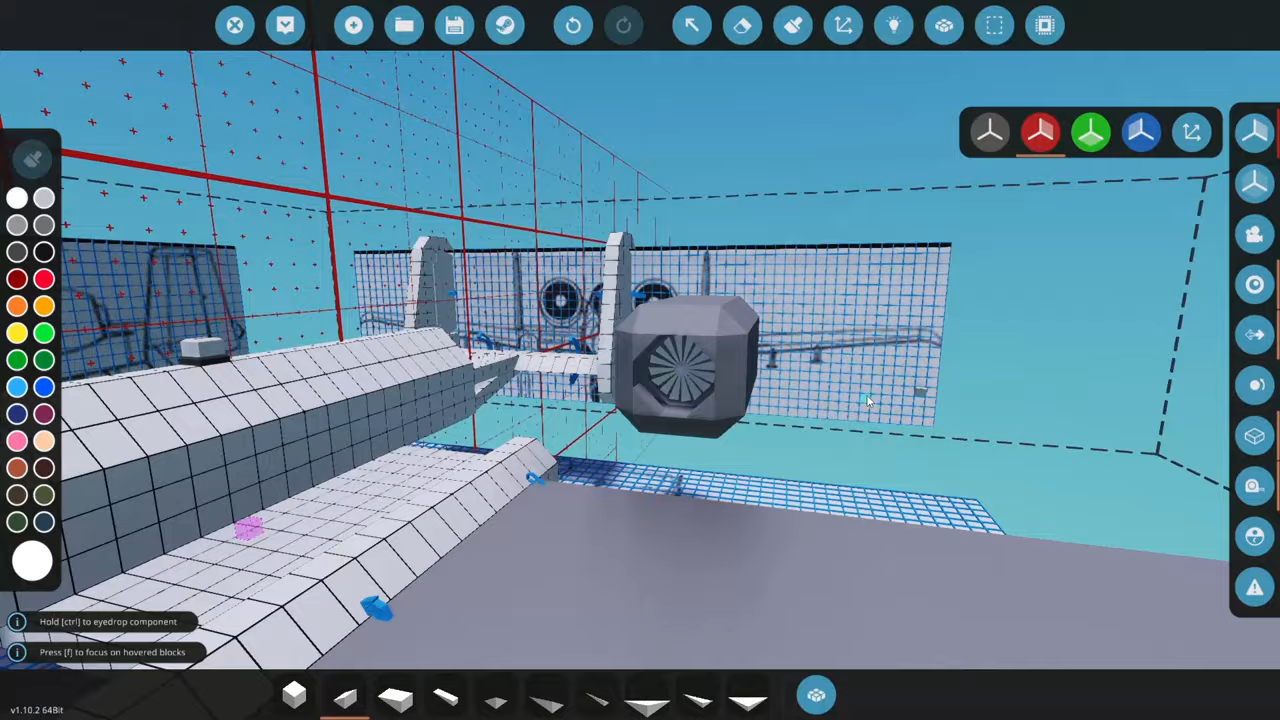 Hold [ctrl] to eyedrop component
Press [f] to focus on hovered blocks
v1.10.2 64Bit